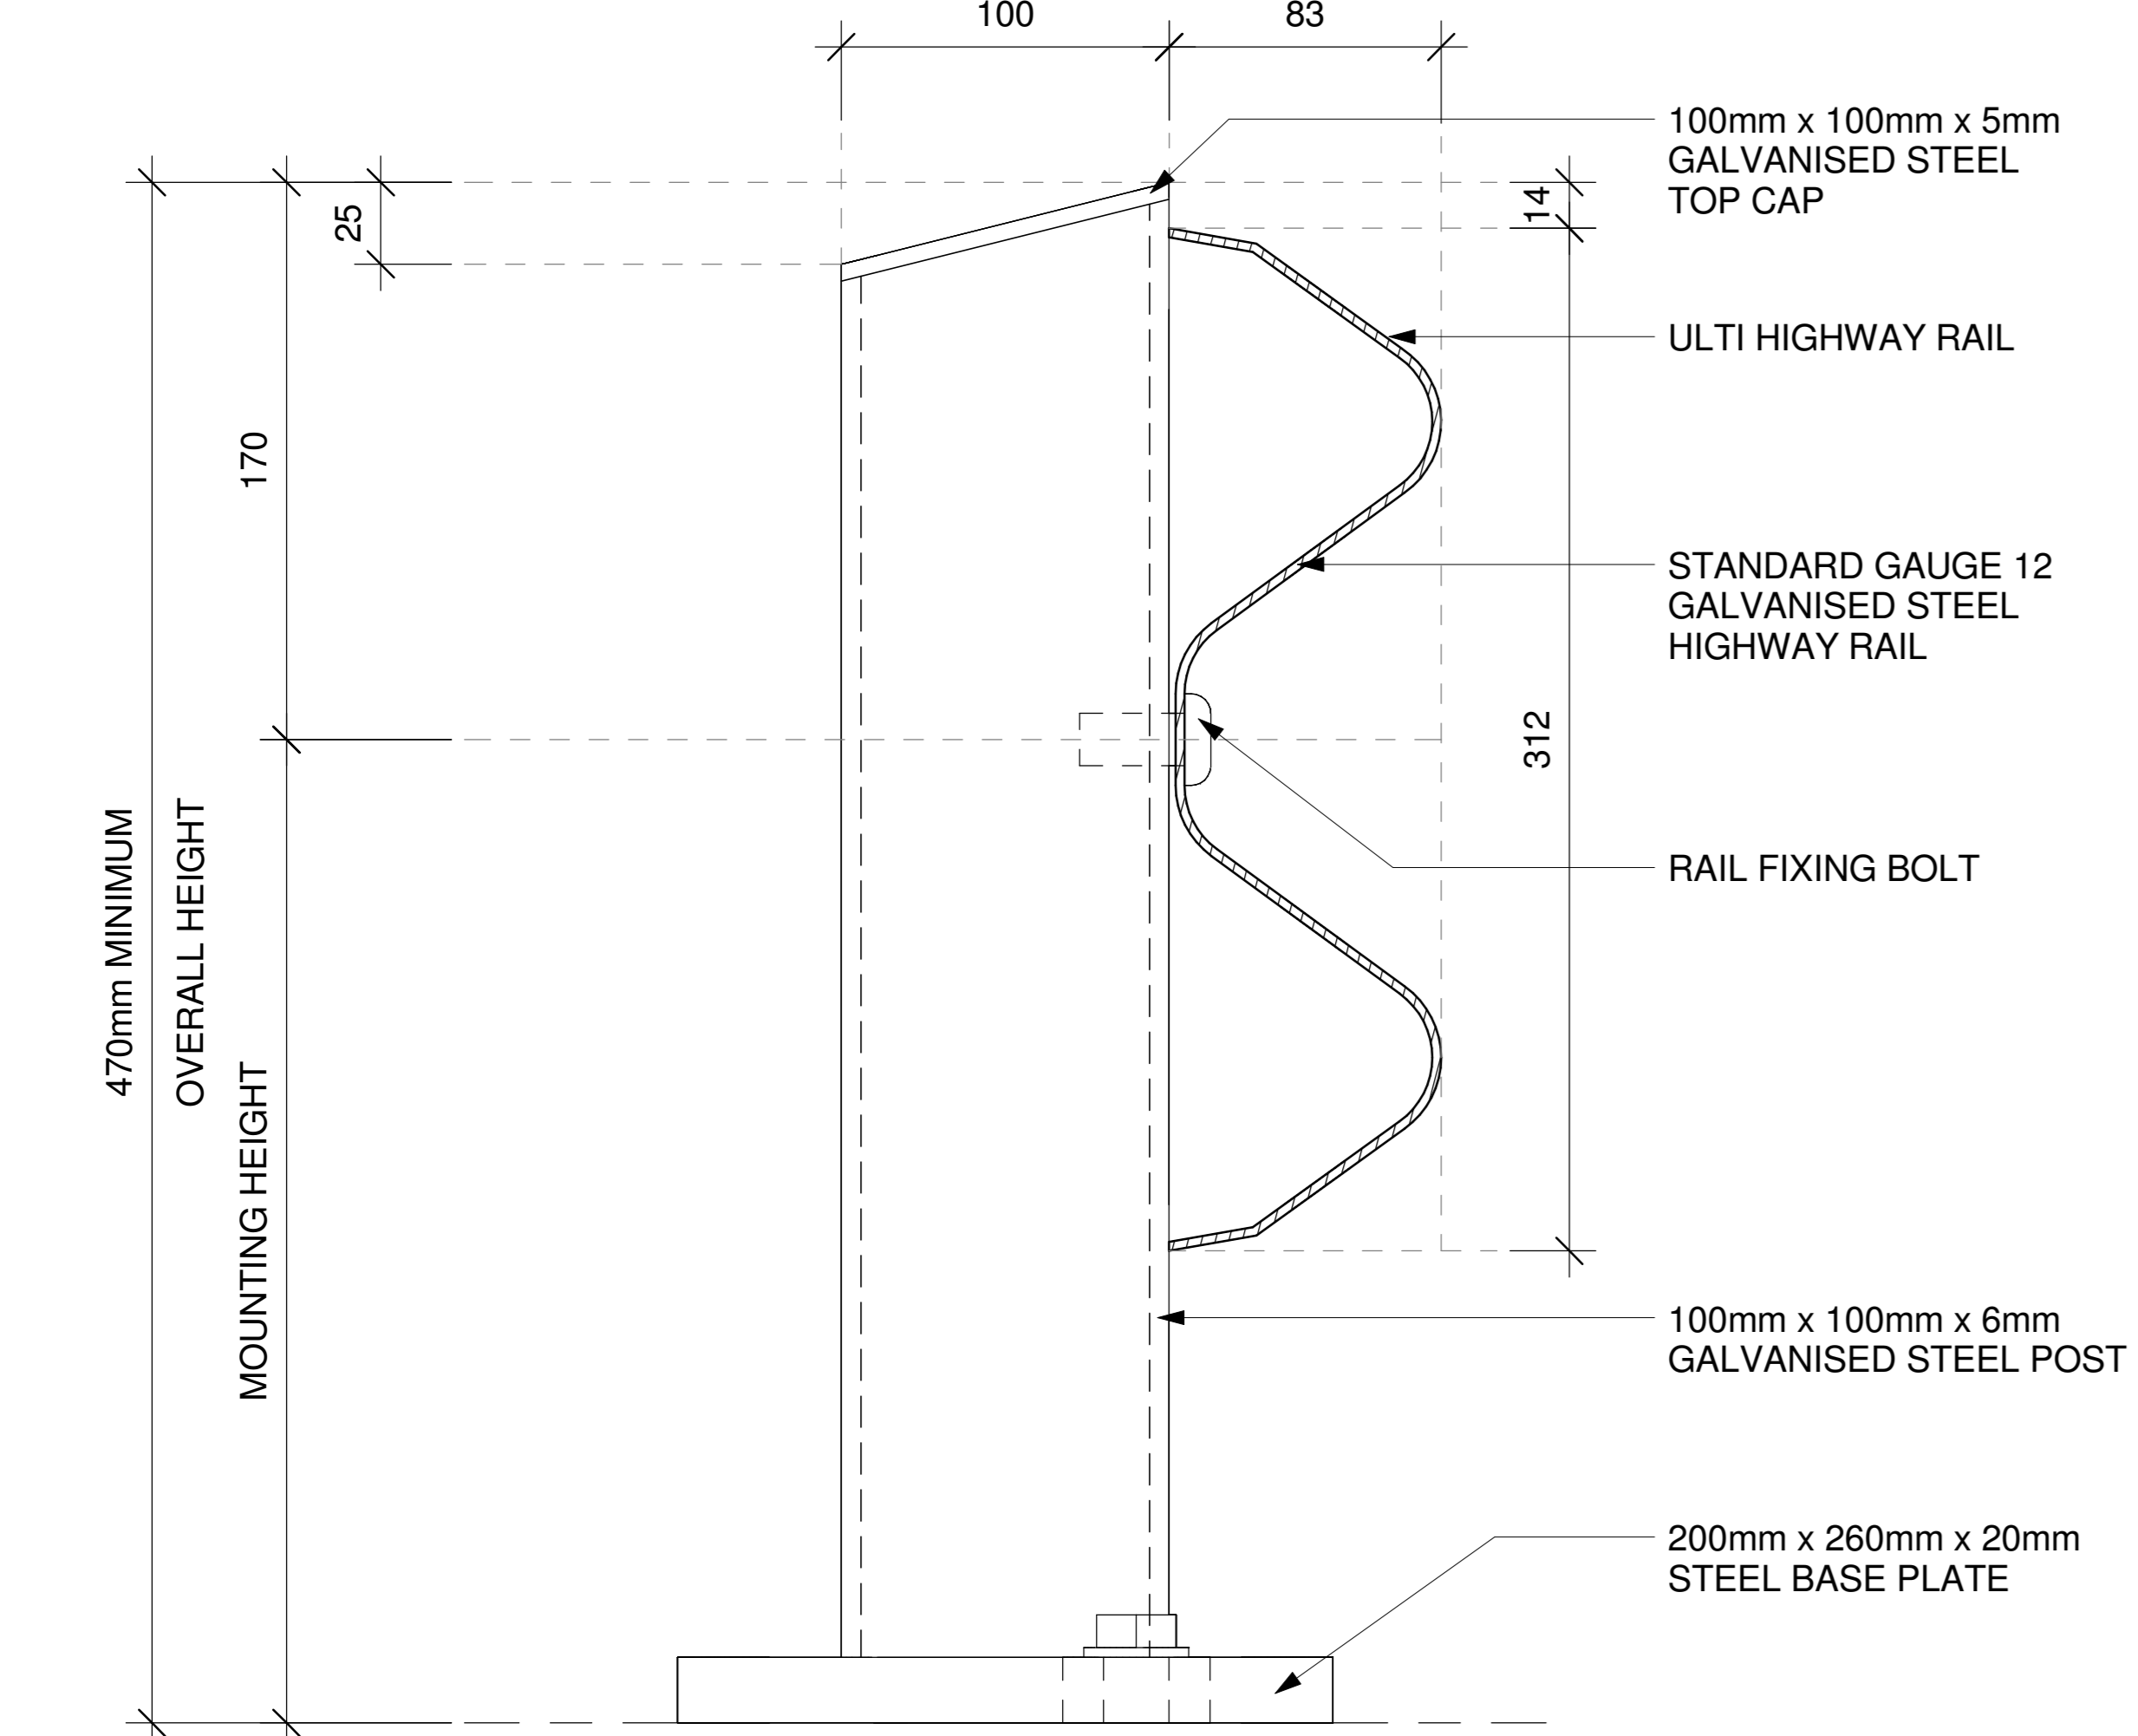 100
83
100mm x 100mm x 5mm
GALVANISED STEEL
TOP CAP
14
25
ULTI HIGHWAY RAIL
170
STANDARD GAUGE 12
GALVANISED STEEL
HIGHWAY RAIL
312
RAIL FIXING BOLT
470mm MINIMUM
OVERALL HEIGHT
MOUNTING HEIGHT
100mm x 100mm x 6mm
GALVANISED STEEL POST
200mm x 260mm x 20mm
STEEL BASE PLATE